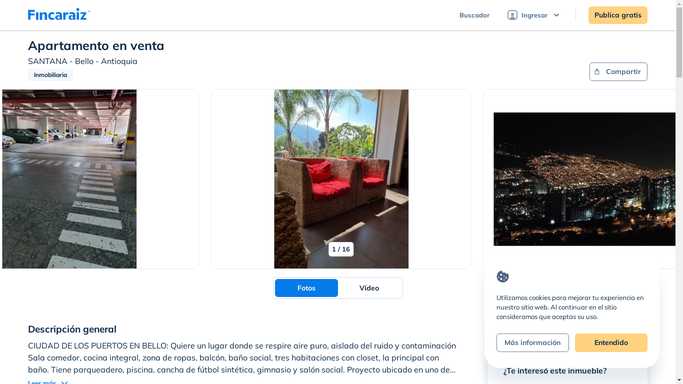 Fincaraiz
Buscador
Ingresar
Publica gratis
Apartamento en venta
SANTANA - Bello - Antioquia
Inmobiliaria
Compartir
1 / 16
Fotos
Video
Utilizamos cookies para mejorar tu experiencia en
nuestro sitio web. Al continuar en el sitio
consideramos que aceptas su uso.
Más información
Entendido
Descripción general
CIUDAD DE LOS PUERTOS EN BELLO: Quiere un lugar donde se respire aire puro, aislado del ruido y contaminación
Sala comedor, cocina integral, zona de ropas, balcón, baño social, tres habitaciones con closet, la principal con
baño. Tiene parqueadero, piscina, cancha de fútbol sintética, gimnasio y salón social. Proyecto ubicado en uno de...
Leer más
¿Te interesó este inmueble?